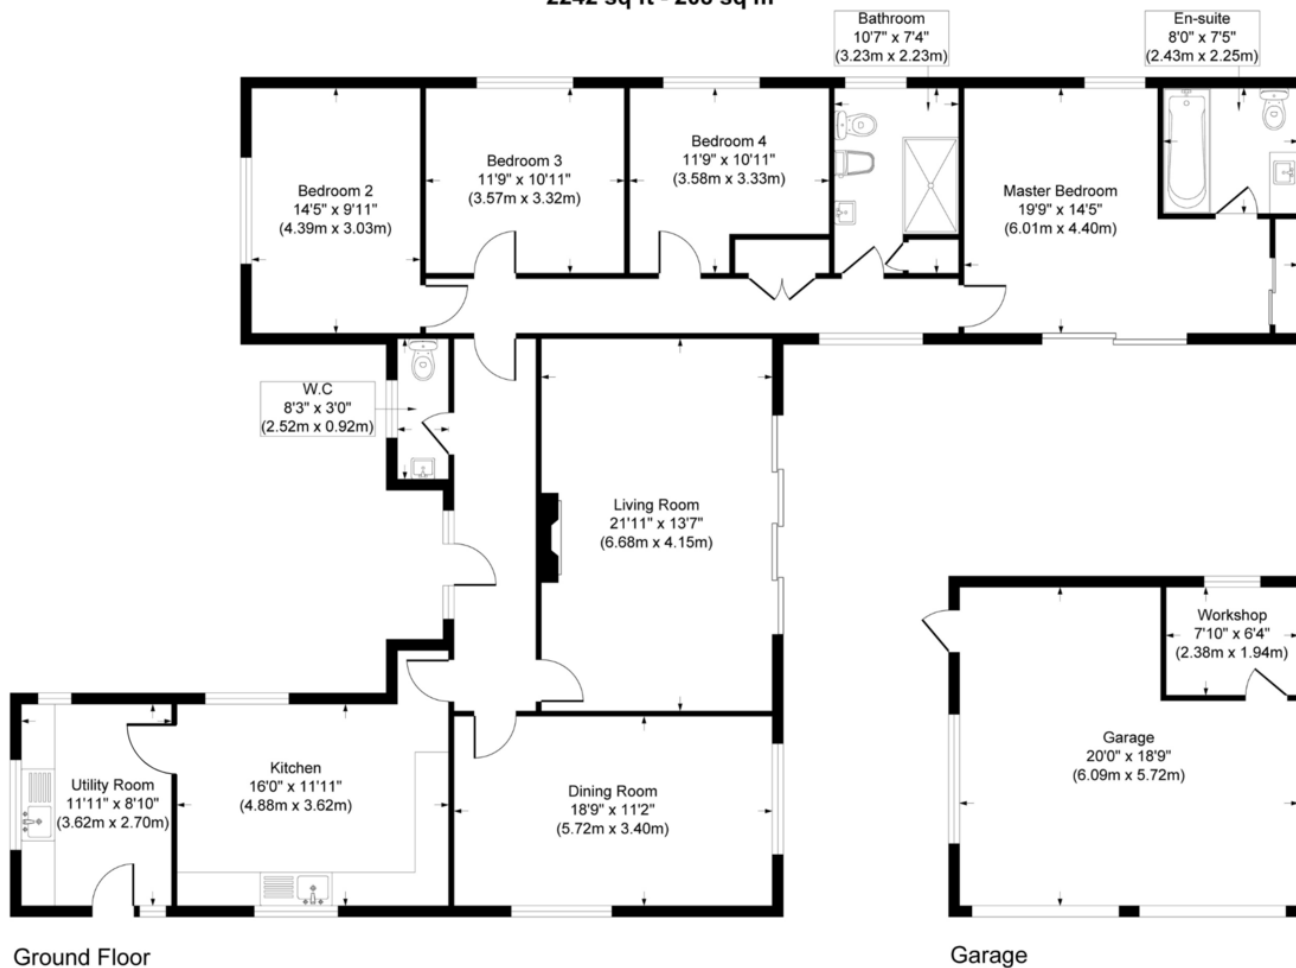 Bathroom
10'7" x 7'4"
(3.23m x 2.23m)
En-suite
8'0" x 7'5"
(2.43m x 2.25m)
Bedroom 2
14'5" x 9'11"
(4.39m x 3.03m)
Bedroom 3
11'9" x 10'11"
(3.57m x 3.32m)
Bedroom 4
11'9" x 10'11"
(3.58m x 3.33m)
Master Bedroom
19'9" x 14'5"
(6.01m x 4.40m)
W.C
8'3" x 3'0"
(2.52m x 0.92m)
Living Room
21'11" x 13'7"
(6.68m x 4.15m)
Workshop
7'10" x 6'4"
(2.38m x 1.94m)
Garage
20'0" x 18'9"
(6.09m x 5.72m)
Utility Room
11'11" x 8'10"
(3.62m x 2.70m)
Kitchen
16'0" x 11'11"
(4.88m x 3.62m)
Dining Room
18'9" x 11'2"
(5.72m x 3.40m)
Ground Floor
Garage